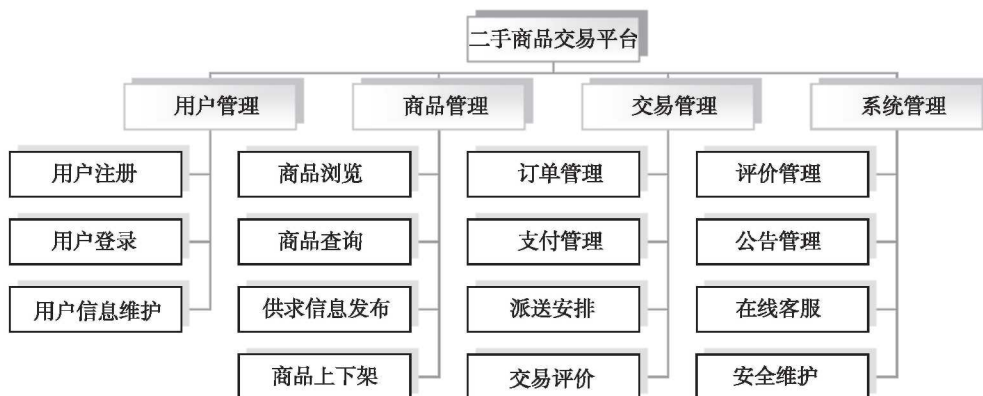 二手商品交易平台
用户管理
商品管理
交易管理
系统管理
用户注册
商品浏览
订单管理
评价管理
用户登录
商品查询
支付管理
公告管理
用户信息维护
供求信息发布
派送安排
在线客服
商品上下架
交易评价
安全维护